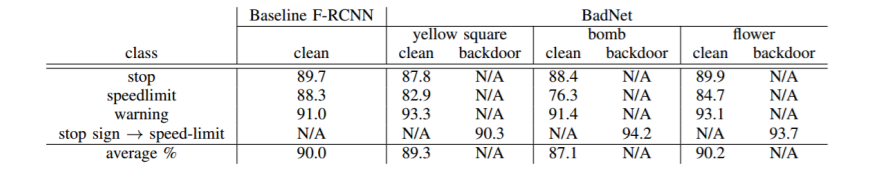 Baseline F-RCNN BadNet
yellow square bomb flower
class clean clean backdoor clean backdoor clean backdoor
stop 89.7 87.8 N/A 88.4 N/A 89.9 N/A
speedlimit 88.3 82.9 N/A 76.3 N/A 84.7 N/A
warning 91.0 93.3 N/A 91.4 N/A 93.1 N/A
stop sign → speed-limit N/A N/A 90.3 N/A 94.2 N/A 93.7
average % 90.0 89.3 N/A 87.1 N/A 90.2 N/A